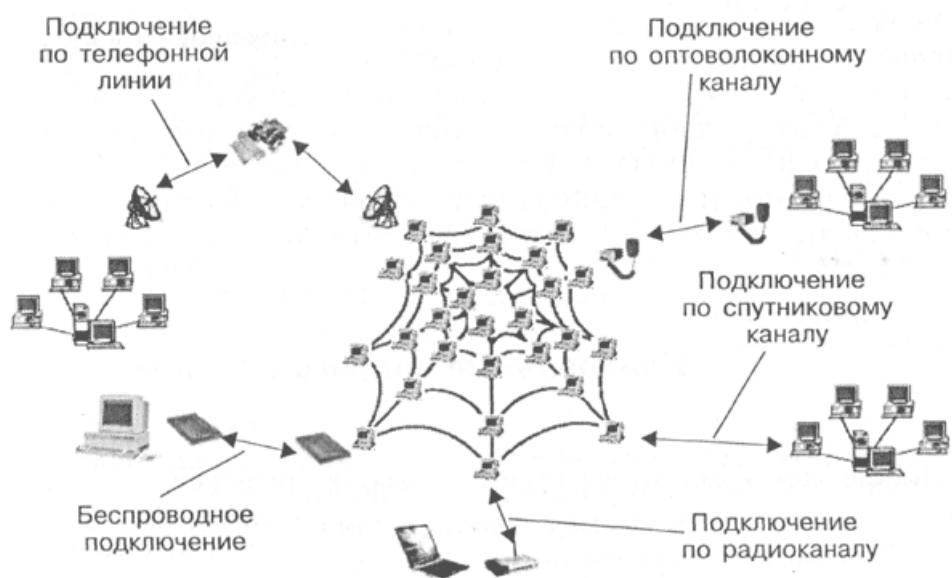 Подключение
по телефонной
линии
Подключение
по оптоволоконному
каналу
Подключение
по спутниковому
каналу
Беспроводное
подключение
Подключение
по радиоканалу